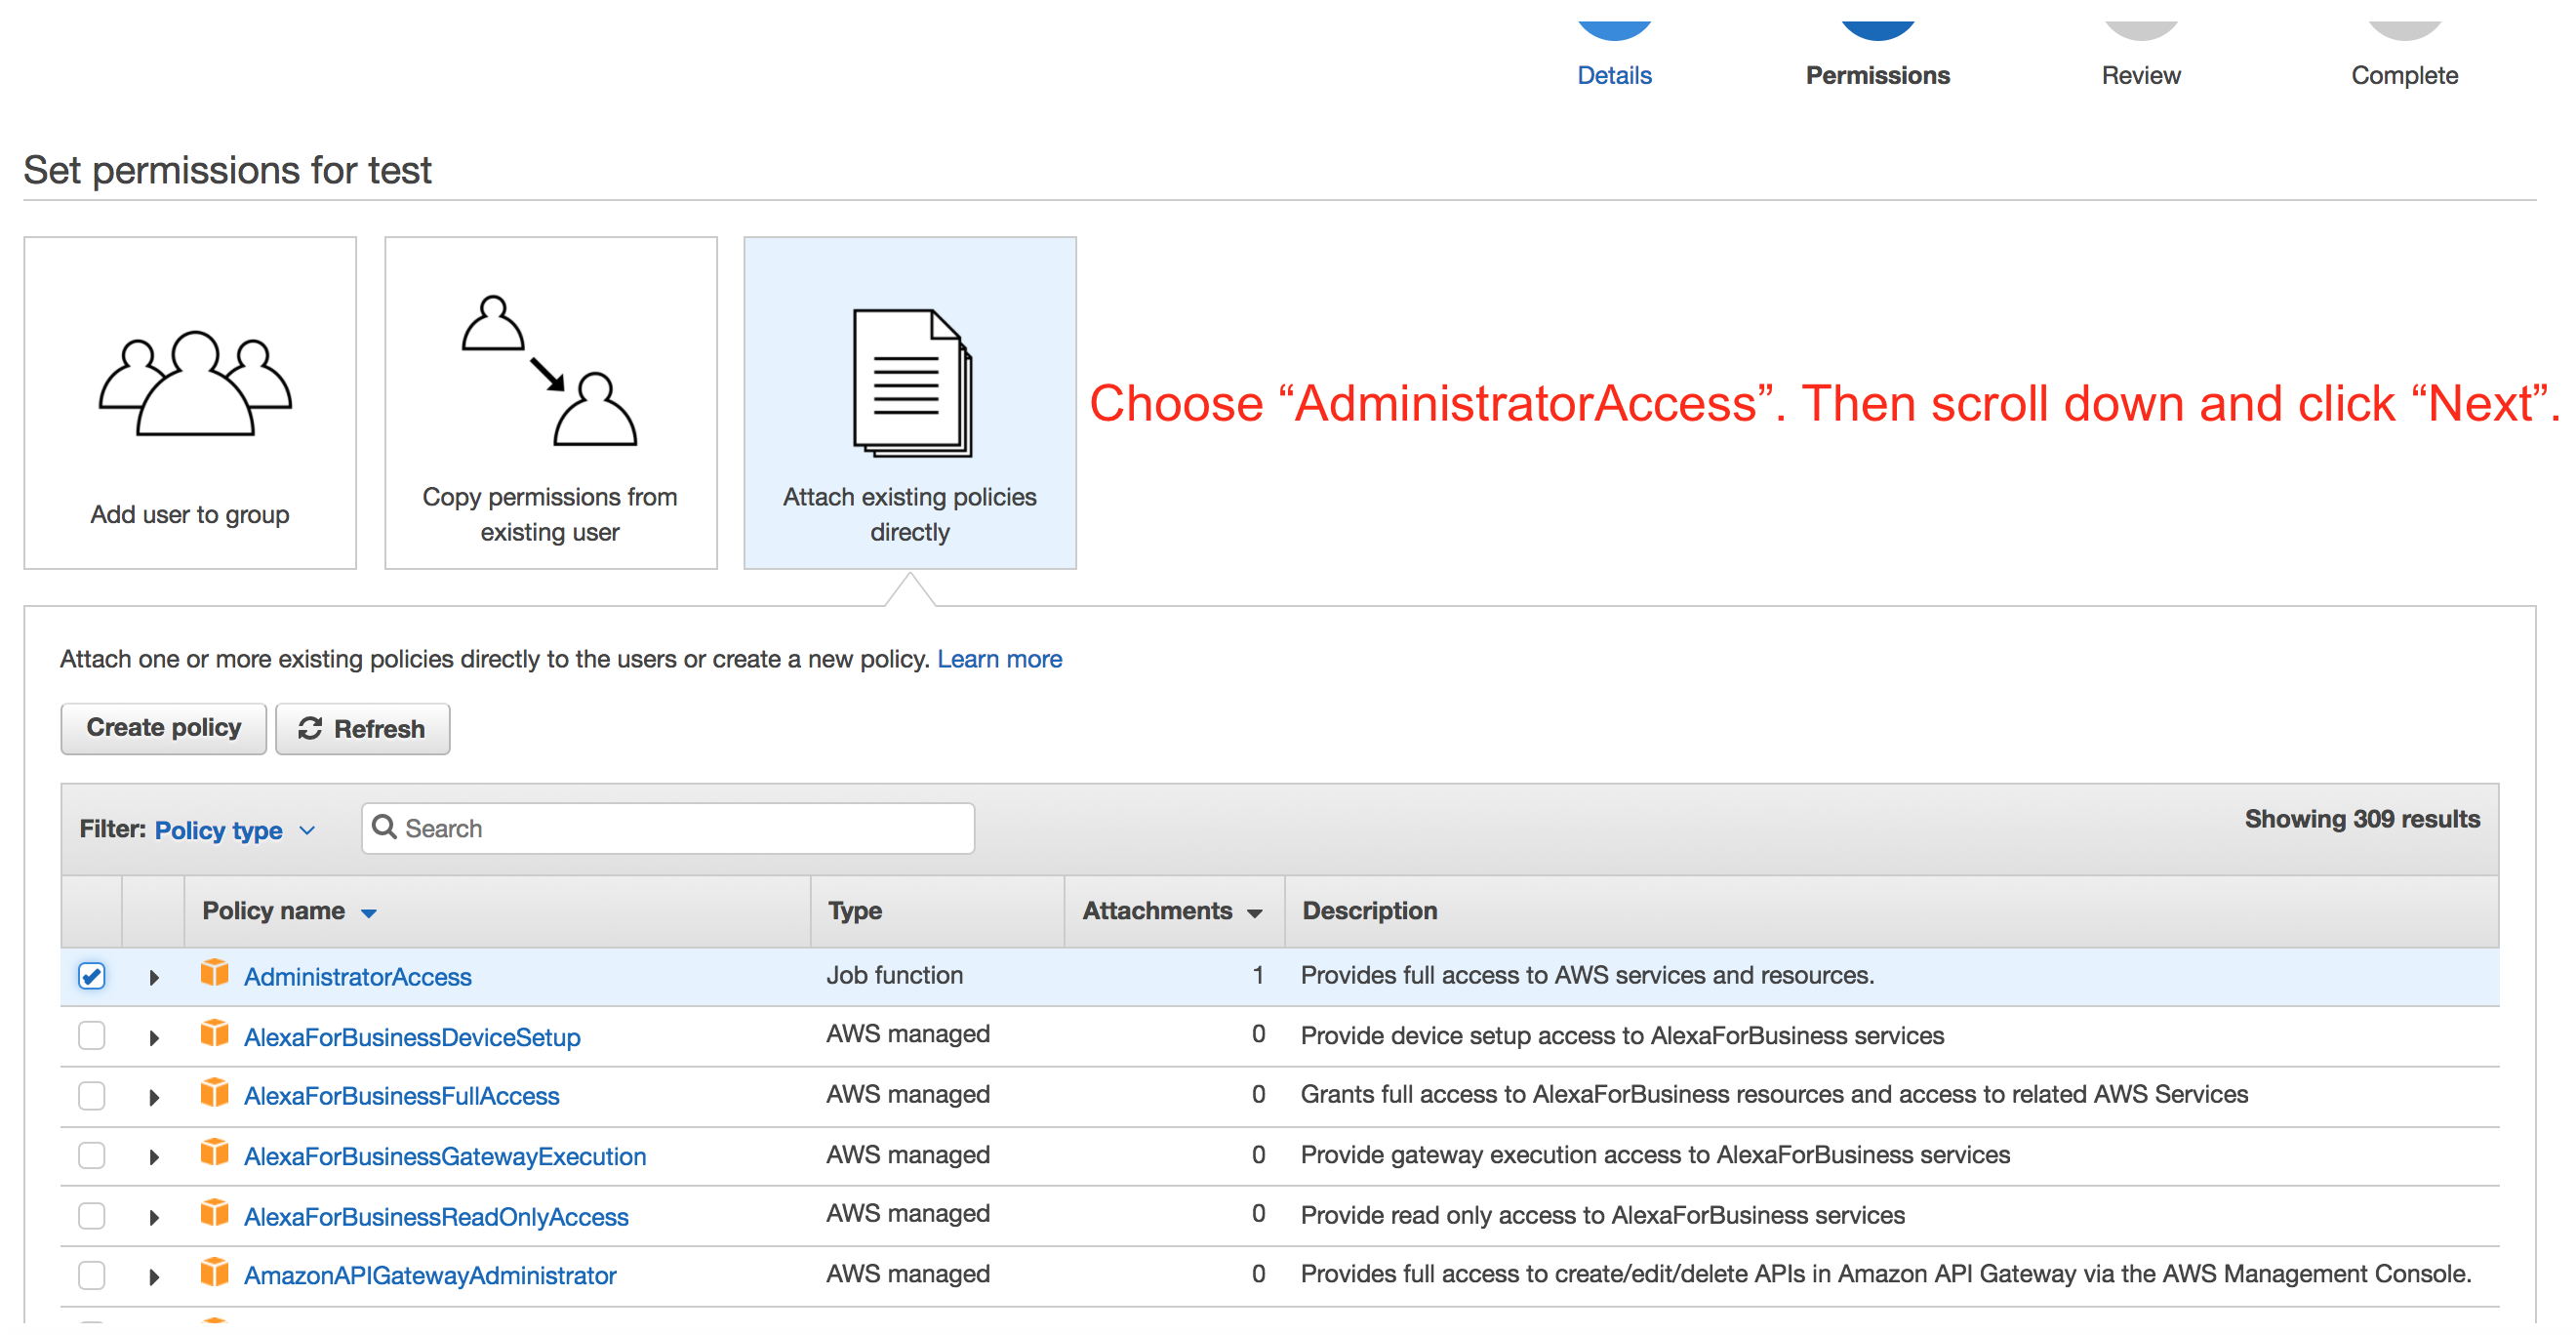 Details Permissions Review Complete
Set permissions for test
Choose “AdministratorAccess”. Then scroll down and click “Next”.
Add user to group
Copy permissions from
existing user
Attach existing policies
directly
Attach one or more existing policies directly to the users or create a new policy. Learn more
Create policy Refresh
Filter: Policy type Search Showing 309 results
Policy name Type Attachments Description
AdministratorAccess Job function 1 Provides full access to AWS services and resources.
AlexaForBusinessDeviceSetup AWS managed 0 Provide device setup access to AlexaForBusiness services
AlexaForBusinessFullAccess AWS managed 0 Grants full access to AlexaForBusiness resources and access to related AWS Services
AlexaForBusinessGatewayExecution AWS managed 0 Provide gateway execution access to AlexaForBusiness services
AlexaForBusinessReadOnlyAccess AWS managed 0 Provide read only access to AlexaForBusiness services
AmazonAPIGatewayAdministrator AWS managed 0 Provides full access to create/edit/delete APIs in Amazon API Gateway via the AWS Management Console.